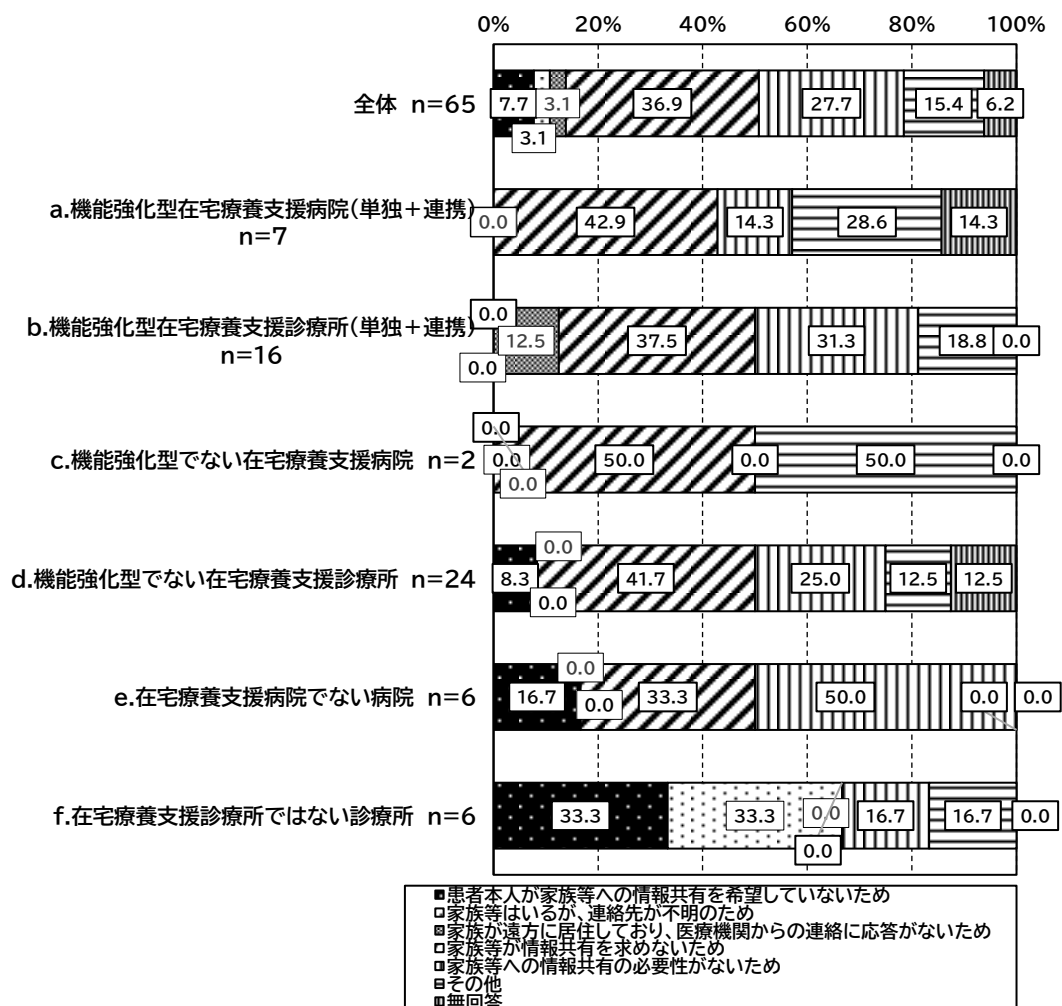 0% 20% 40% 60% 80% 100%
全体 n=65
7.7 3.1 3.1 36.9 27.7 15.4 6.2
a.機能強化型在宅療養支援病院(単独+連携)
n=7
0.0 42.9 14.3 28.6 14.3
b.機能強化型在宅療養支援診療所(単独+連携)
n=16
0.0 0.0 12.5 37.5 31.3 18.8 0.0
c.機能強化型でない在宅療養支援病院 n=2
0.0 0.0 0.0 50.0 0.0 50.0 0.0
d.機能強化型でない在宅療養支援診療所 n=24
8.3 0.0 0.0 41.7 25.0 12.5 12.5
e.在宅療養支援病院でない病院 n=6
16.7 0.0 0.0 33.3 50.0 0.0 0.0
f.在宅療養支援診療所ではない診療所 n=6
33.3 33.3 0.0 0.0 16.7 16.7 0.0
患者本人が家族等への情報共有を希望していないため
家族等はいるが、連絡先が不明のため
家族が遠方に居住しており、医療機関からの連絡に応答がないため
家族等が情報共有を求めないため
家族等への情報共有の必要性がないため
その他
無回答